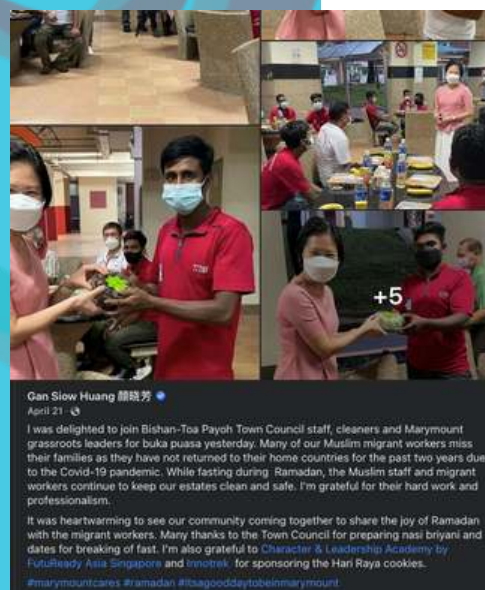 +5
Gan Siow Huang 顏晓芳
April 21 ·
I was delighted to join Bishan-Toa Payoh Town Council staff, cleaners and Marymount
grassroots leaders for buka puasa yesterday. Many of our Muslim migrant workers miss
their families as they have not returned to their home countries for the past two years due
to the Covid-19 pandemic. While fasting during Ramadan, the Muslim staff and migrant
workers continue to keep our estates clean and safe. I'm grateful for their hard work and
professionalism.
It was heartwarming to see our community coming together to share the joy of Ramadan
with the migrant workers. Many thanks to the Town Council for preparing nasi briyani and
dates for breaking of fast. I'm also grateful to Character & Leadership Academy by
FutuReady Asia Singapore and Innotrek for sponsoring the Hari Raya cookies.
#marymountcares #ramadan #itsagooddaytobeinmarymount